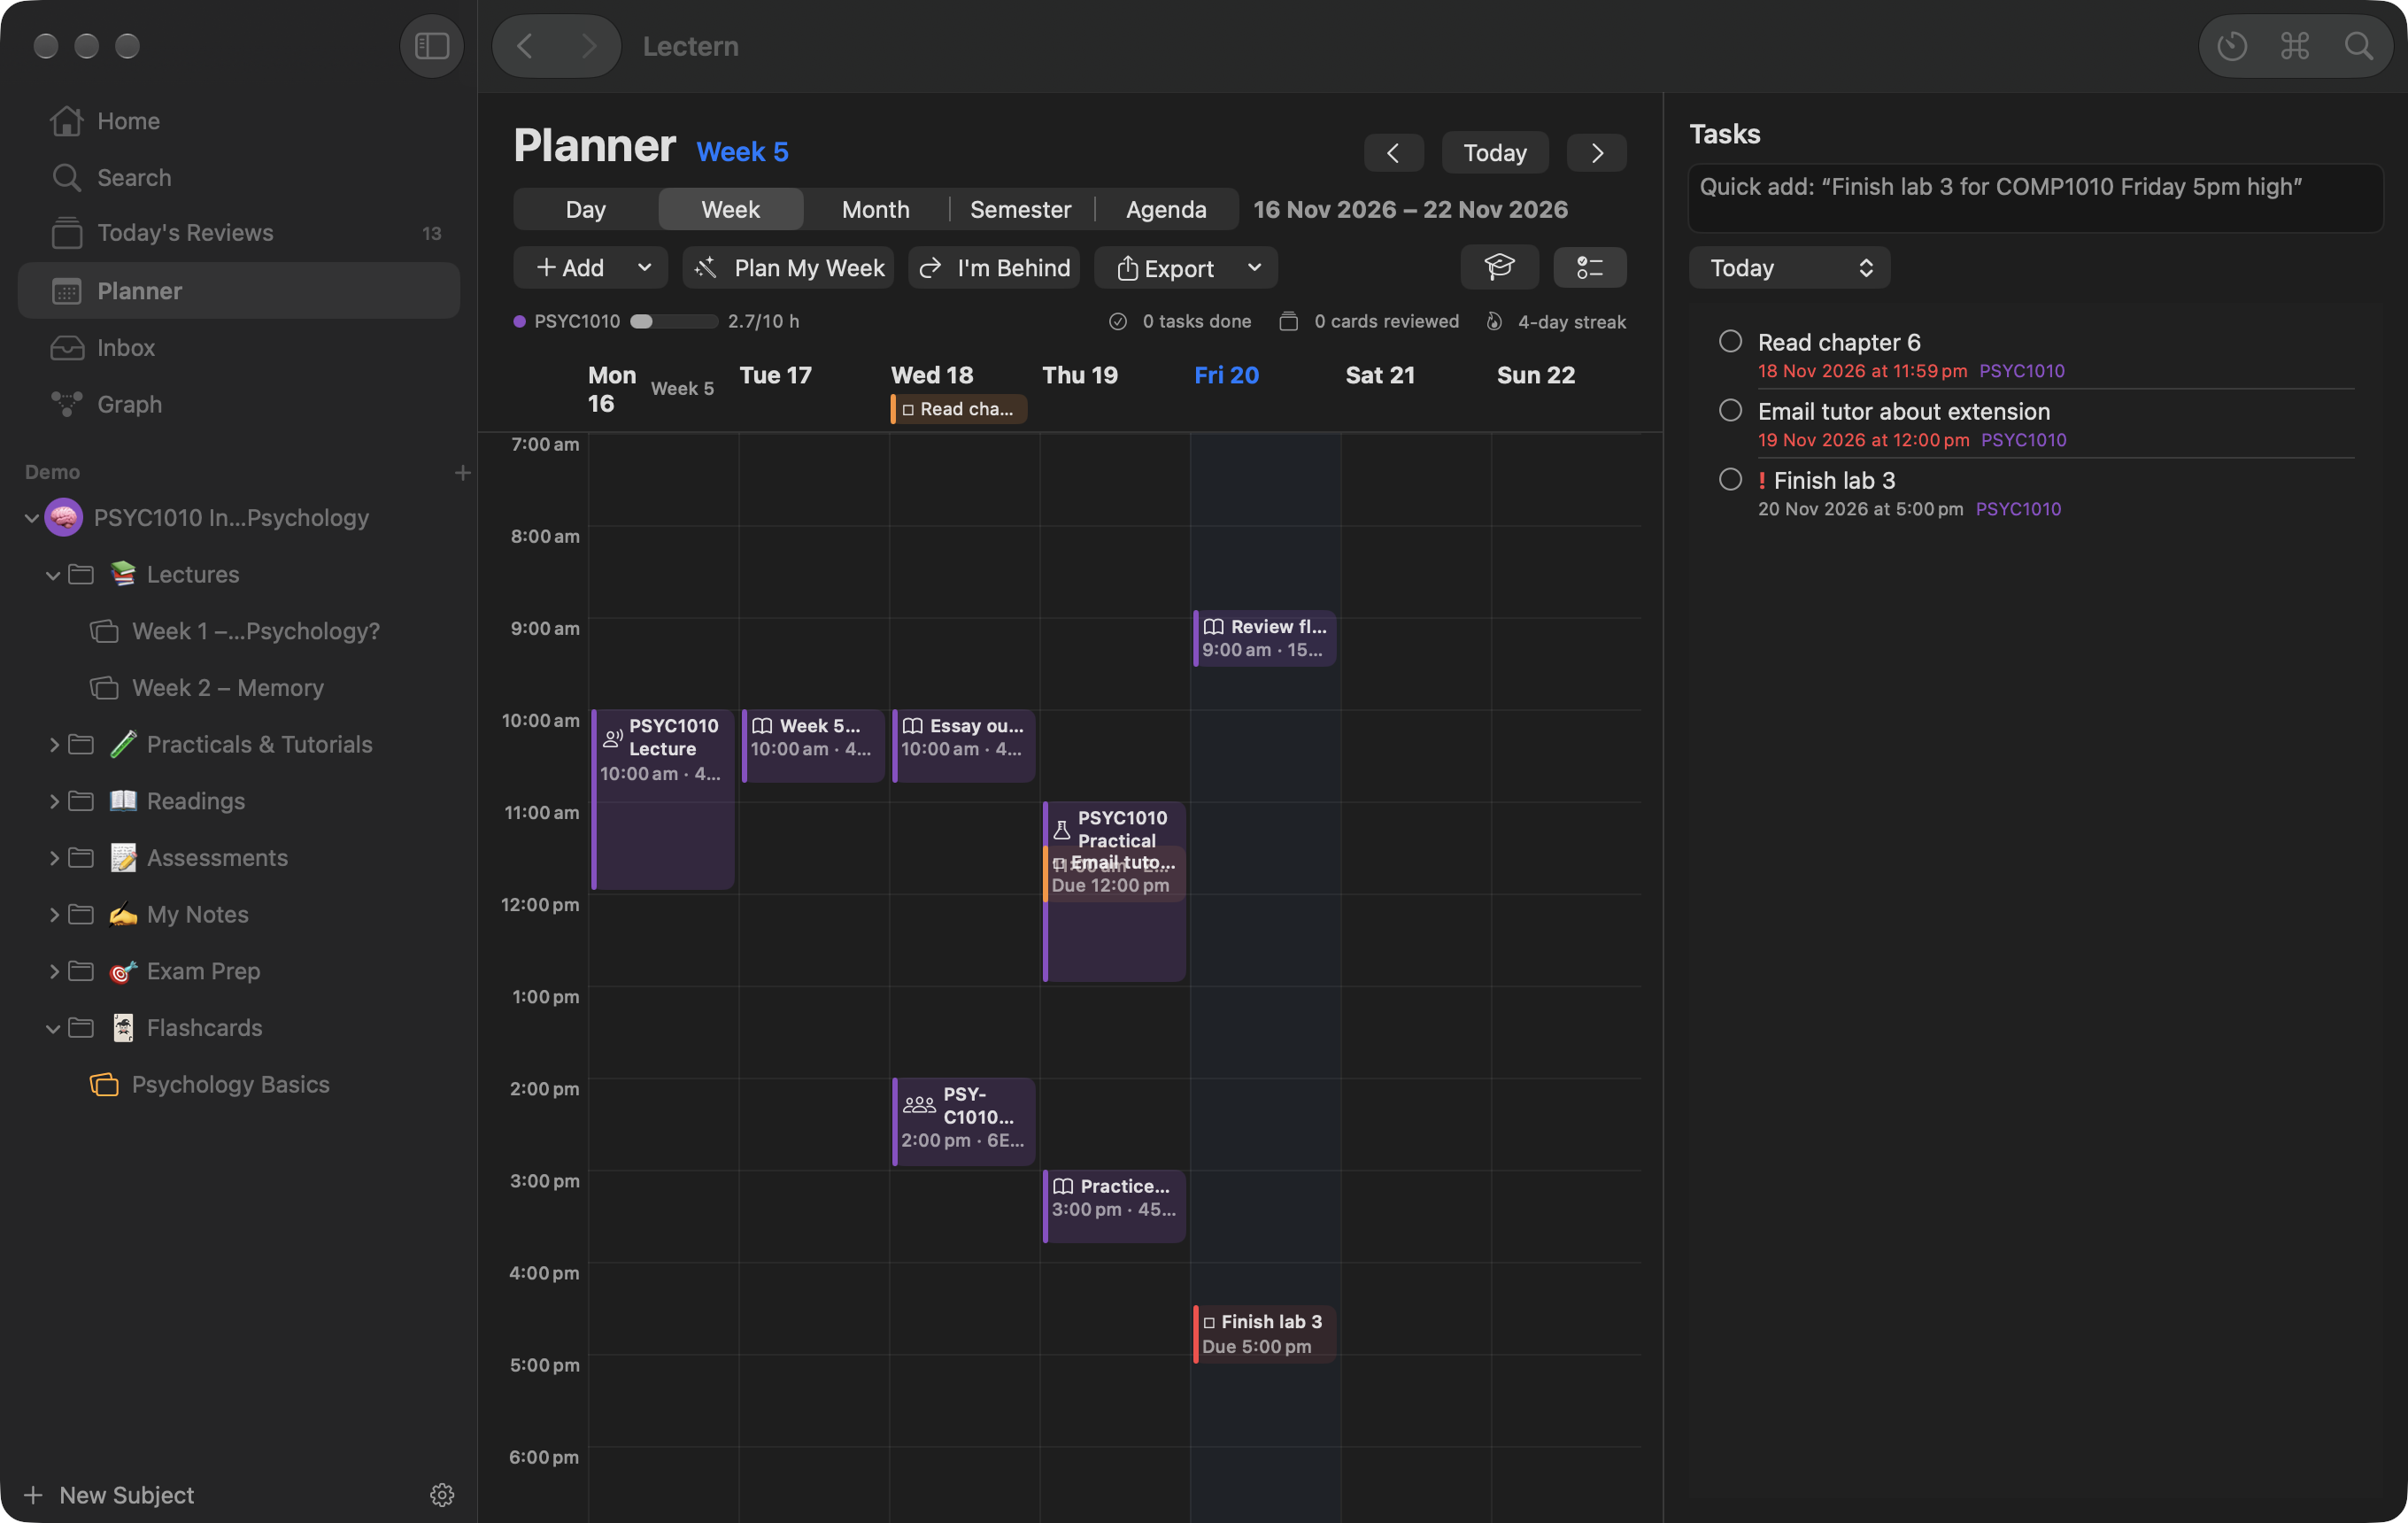 Lectern
Home
Search
Today's Reviews 13
Planner
Inbox
Graph
Demo
PSYC1010 In...Psychology
Lectures
Week 1 –...Psychology?
Week 2 – Memory
Practicals & Tutorials
Readings
Assessments
My Notes
Exam Prep
Flashcards
Psychology Basics
New Subject
Planner Week 5
Today
Day Week Month Semester Agenda 16 Nov 2026 – 22 Nov 2026
Add Plan My Week I'm Behind Export
PSYC1010 2.7/10 h 0 tasks done 0 cards reviewed 4-day streak
Mon 16 Week 5 Tue 17 Wed 18 Thu 19 Fri 20 Sat 21 Sun 22
Read cha...
7:00 am
8:00 am
9:00 am
Review fl...
9:00 am · 15...
10:00 am
PSYC1010
Lecture
10:00 am · 4...
Week 5...
10:00 am · 4...
Essay ou...
10:00 am · 4...
11:00 am
PSYC1010
Practical
Email tuto...
Due 12:00 pm
12:00 pm
1:00 pm
2:00 pm
PSY-
C1010...
2:00 pm · 6E...
3:00 pm
Practice...
3:00 pm · 45...
4:00 pm
Finish lab 3
Due 5:00 pm
5:00 pm
6:00 pm
Tasks
Quick add: “Finish lab 3 for COMP1010 Friday 5pm high”
Today
Read chapter 6
18 Nov 2026 at 11:59 pm PSYC1010
Email tutor about extension
19 Nov 2026 at 12:00 pm PSYC1010
! Finish lab 3
20 Nov 2026 at 5:00 pm PSYC1010